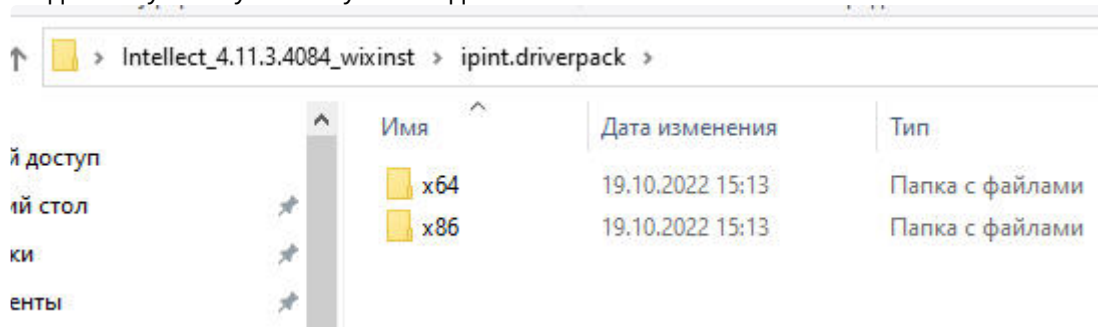 Intellect_4.11.3.4084_wixinst > ipint.driverpack >
Имя Дата изменения Тип
й доступ
x64 19.10.2022 15:13 Папка с файлами
ий стол
x86 19.10.2022 15:13 Папка с файлами
ки
енты